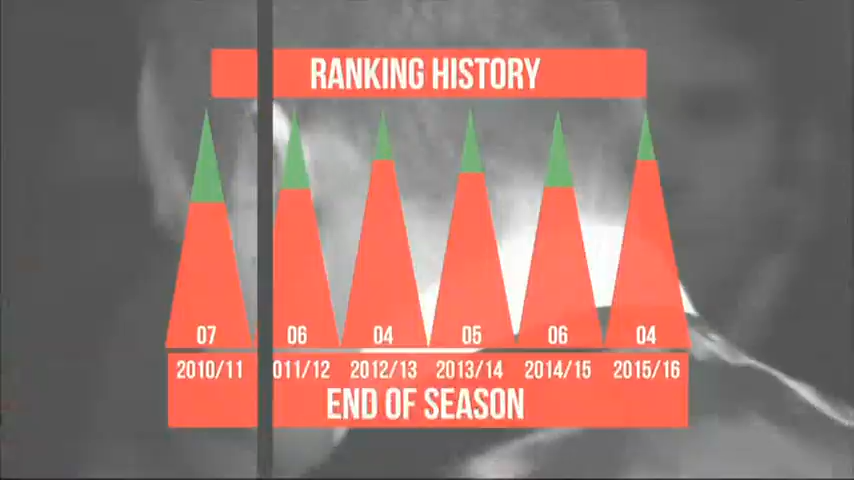 RANKING HISTORY
07 06 04 05 06 04
2010/11 011/12 2012/13 2013/14 2014/15 2015/16
END OF SEASON